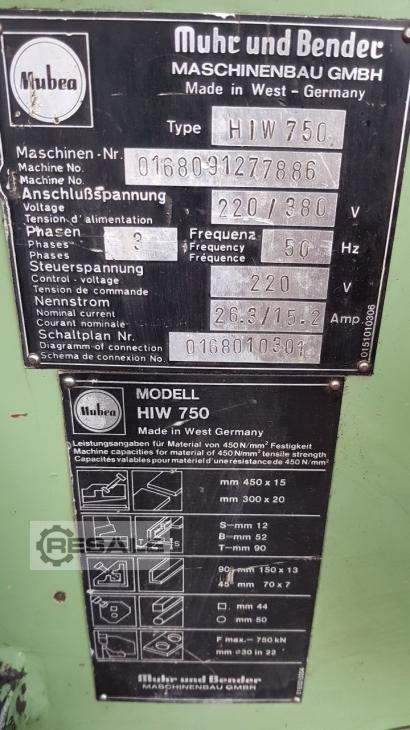 Mubea
Muhr und Bender
MASCHINENBAU GMBH
Made in West - Germany
Type HIW 750
Maschinen-Nr. 0168091277886
Machine No.
Machine No.
Anschlußspannung 220/380 V
Voltage
Tension d'alimentation
Phasen 3 Frequenz 50 Hz
Phases Frequency
Phases Fréquence
Steuerspannung 220 V
Control - voltage
Tension de commande
Nennstrom 26.3/15.2 Amp.
Nominal current
Courant nominale
Schaltplan Nr. 0168010301
Diagramm of connection
Schema de connexion No.
0151010306
Mubea
MODELL
HIW 750
Made in West Germany
Leistungsangaben für Material von 450 N/mm² Festigkeit
Machine capacities for material of 450 N/mm² tensile strength
Capacités valables pour matériel d'une résistance de 450 N/mm²
mm 450 x 15
mm 300 x 20
S-mm 12
B-mm 52
T-mm 90
90° mm 150 x 13
45° mm 70 x 7
mm 44
mm 50
F max. - 750 kN
mm ø30 in 22
Muhr und Bender
MASCHINENBAU GMBH
RESALE